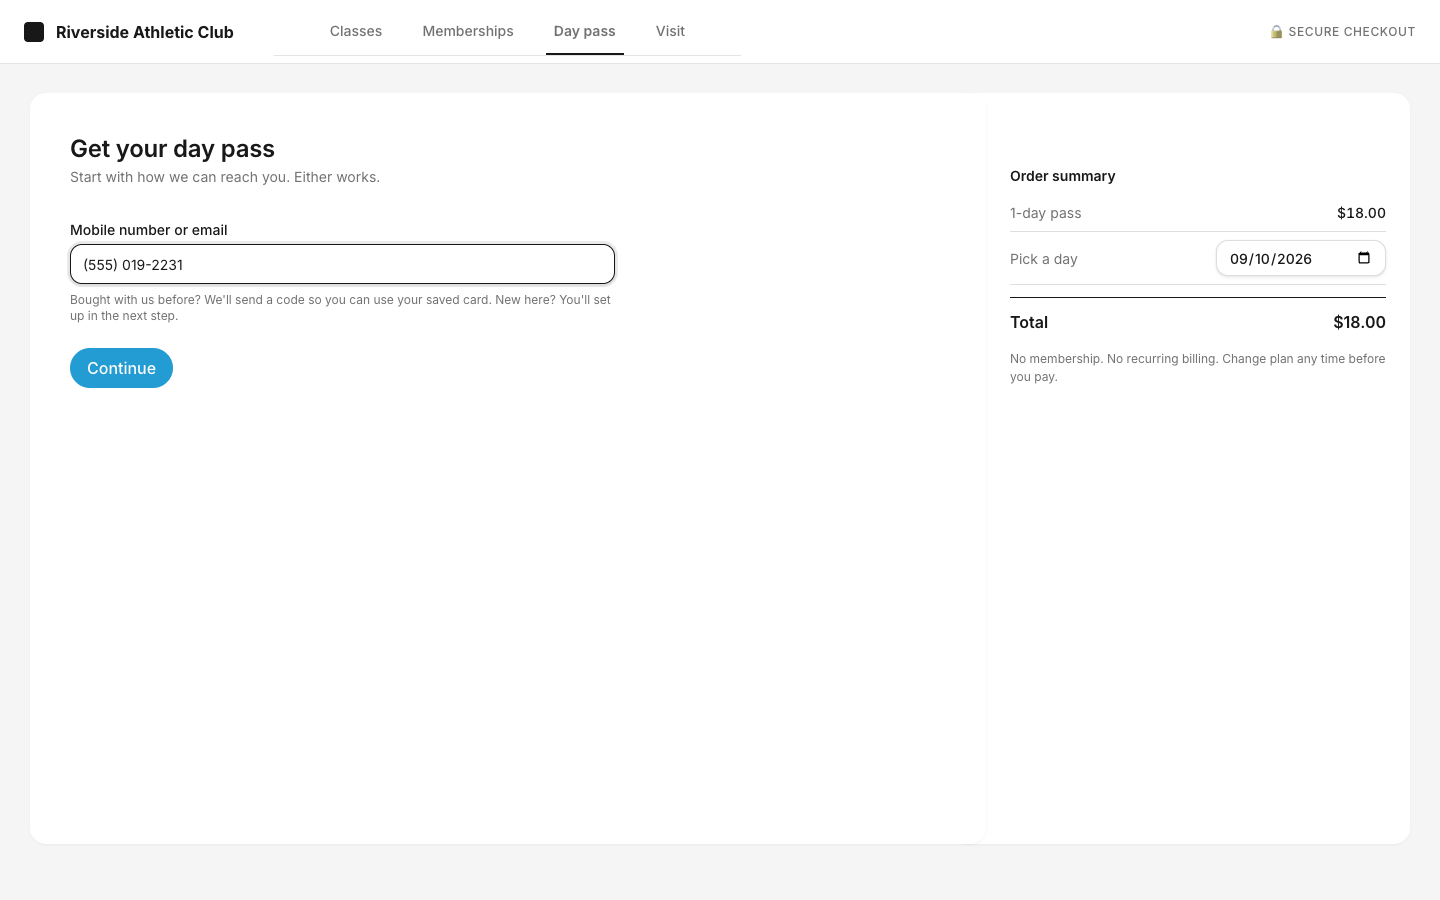 Riverside Athletic Club
Classes
Memberships
Day pass
Visit
SECURE CHECKOUT
Get your day pass
Start with how we can reach you. Either works.
Mobile number or email
(555) 019-2231
Bought with us before? We'll send a code so you can use your saved card. New here? You'll set
up in the next step.
Continue
Order summary
1-day pass $18.00
Pick a day 09/10/2026
Total $18.00
No membership. No recurring billing. Change plan any time before
you pay.